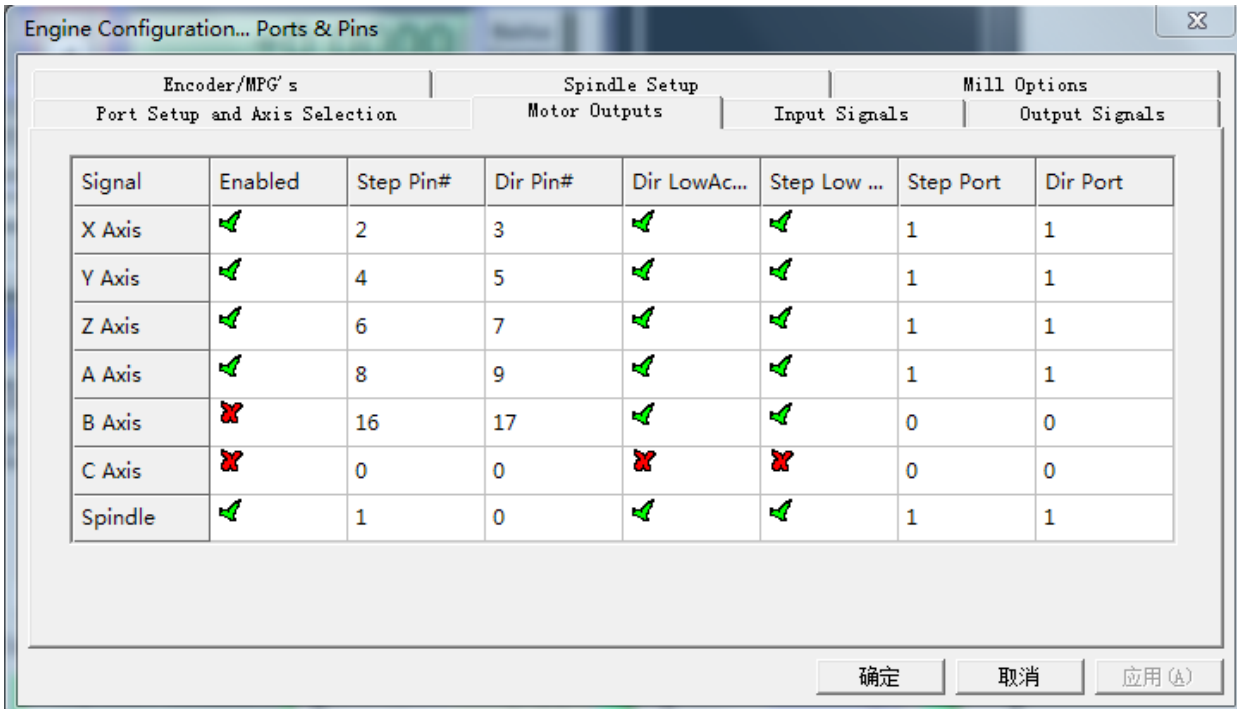 Engine Configuration... Ports & Pins
Encoder/MPG's Spindle Setup Mill Options
Port Setup and Axis Selection Motor Outputs Input Signals Output Signals
Signal Enabled Step Pin# Dir Pin# Dir LowAc... Step Low ... Step Port Dir Port
X Axis 2 3 1 1
Y Axis 4 5 1 1
Z Axis 6 7 1 1
A Axis 8 9 1 1
B Axis 16 17 0 0
C Axis 0 0 0 0
Spindle 1 0 1 1
确定 取消 应用(A)